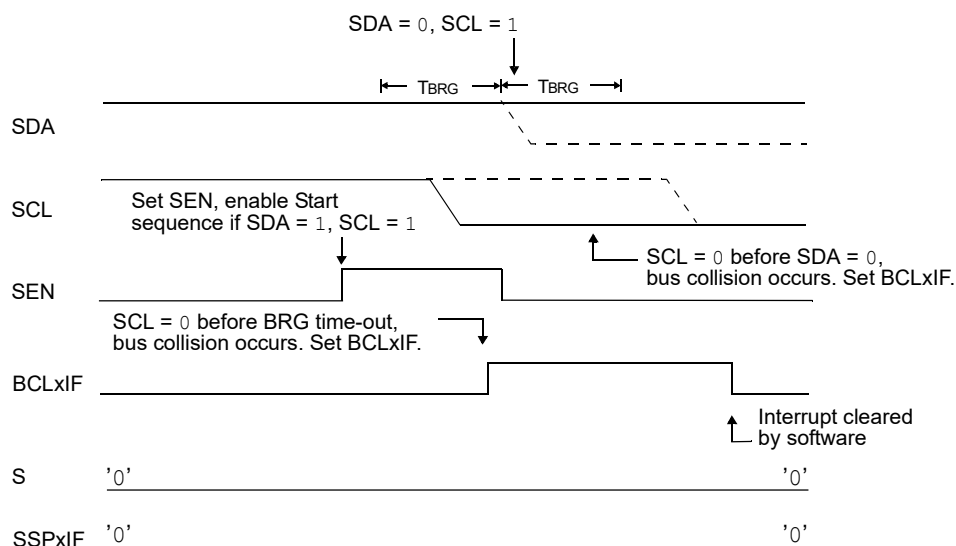 SDA = 0, SCL = 1
TBRG TBRG
SDA
SCL
Set SEN, enable Start
sequence if SDA = 1, SCL = 1
SCL = 0 before SDA = 0,
bus collision occurs. Set BCLxIF.
SEN
SCL = 0 before BRG time-out,
bus collision occurs. Set BCLxIF.
BCLxIF
Interrupt cleared
by software
S '0' '0'
SSPxIF '0' '0'